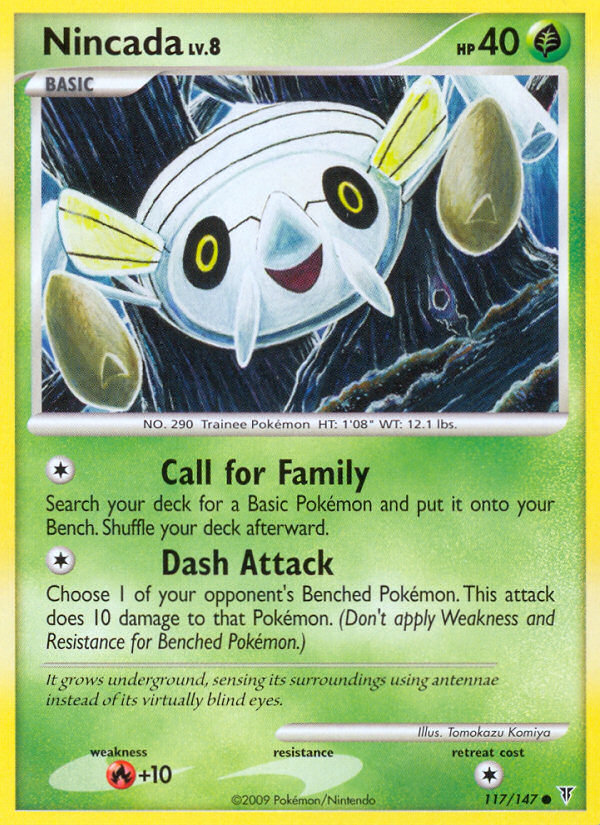 Nincada LV.8 HP 40
BASIC
NO. 290 Trainee Pokémon HT: 1'08" WT: 12.1 lbs.
Call for Family
Search your deck for a Basic Pokémon and put it onto your
Bench. Shuffle your deck afterward.
Dash Attack
Choose 1 of your opponent's Benched Pokémon. This attack
does 10 damage to that Pokémon. (Don't apply Weakness and
Resistance for Benched Pokémon.)
It grows underground, sensing its surroundings using antennae
instead of its virtually blind eyes.
Illus. Tomokazu Komiya
weakness resistance retreat cost
+10
©2009 Pokémon/Nintendo 117/147